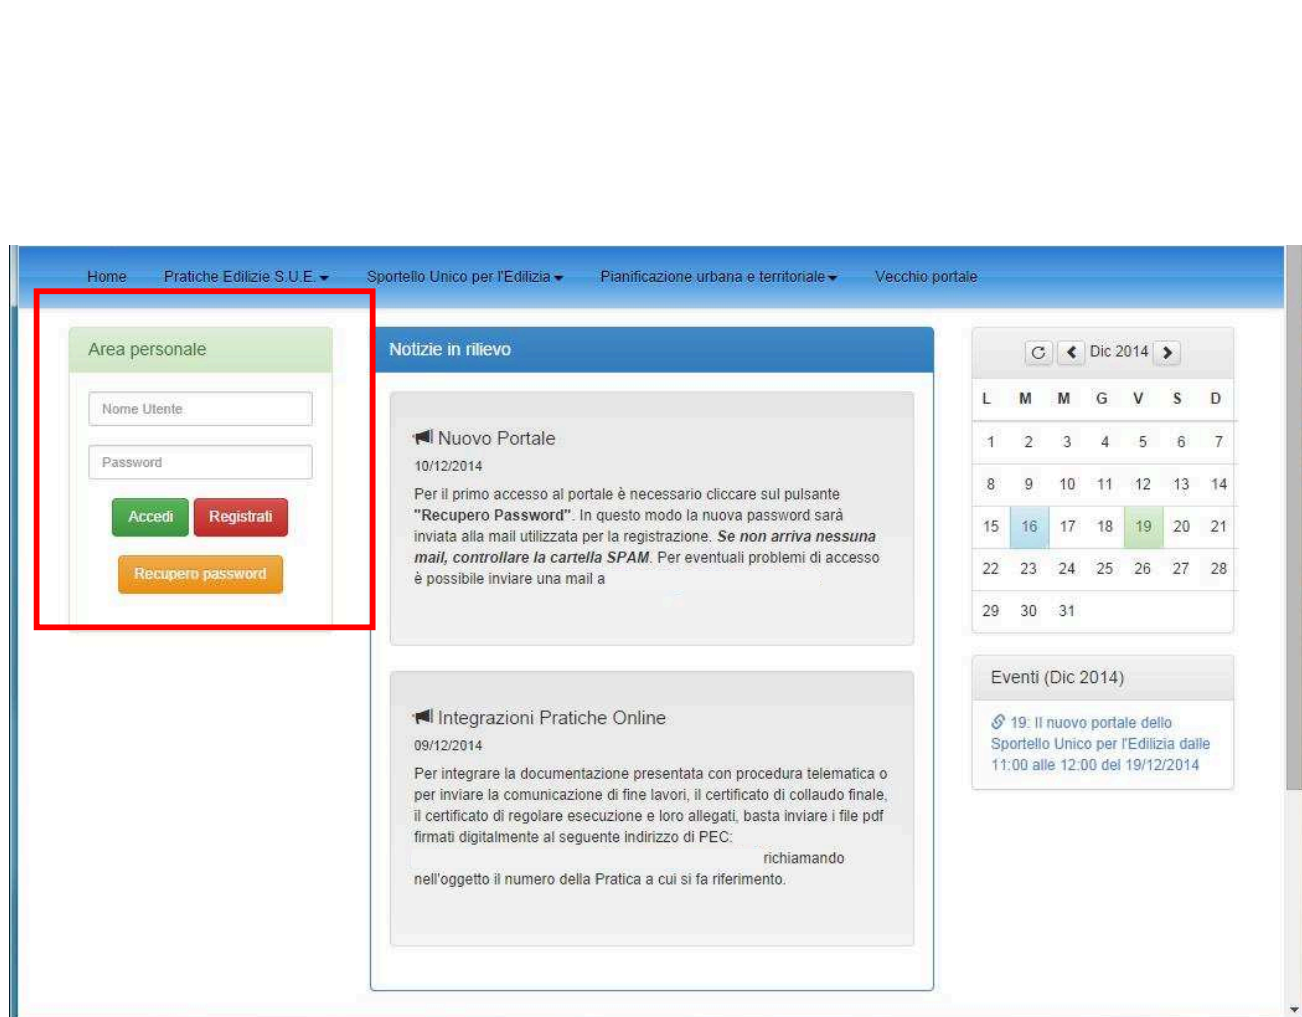 Home Pratiche Edilizie S.U.E. Sportello Unico per l'Edilizia Pianificazione urbana e territoriale Vecchio portale
Area personale
Nome Utente
Password
Accedi Registrati
Recupero password
Notizie in rilievo
Nuovo Portale
10/12/2014
Per il primo accesso al portale è necessario cliccare sul pulsante
"Recupero Password". In questo modo la nuova password sarà
inviata alla mail utilizzata per la registrazione. Se non arriva nessuna
mail, controllare la cartella SPAM. Per eventuali problemi di accesso
è possibile inviare una mail a
Integrazioni Pratiche Online
09/12/2014
Per integrare la documentazione presentata con procedura telematica o
per inviare la comunicazione di fine lavori, il certificato di collaudo finale,
il certificato di regolare esecuzione e loro allegati, basta inviare i file pdf
firmati digitalmente al seguente indirizzo di PEC:
richiamando
nell'oggetto il numero della Pratica a cui si fa riferimento.
Dic 2014
L M M G V S D
1 2 3 4 5 6 7
8 9 10 11 12 13 14
15 16 17 18 19 20 21
22 23 24 25 26 27 28
29 30 31
Eventi (Dic 2014)
19: Il nuovo portale dello
Sportello Unico per l'Edilizia dalle
11:00 alle 12:00 del 19/12/2014